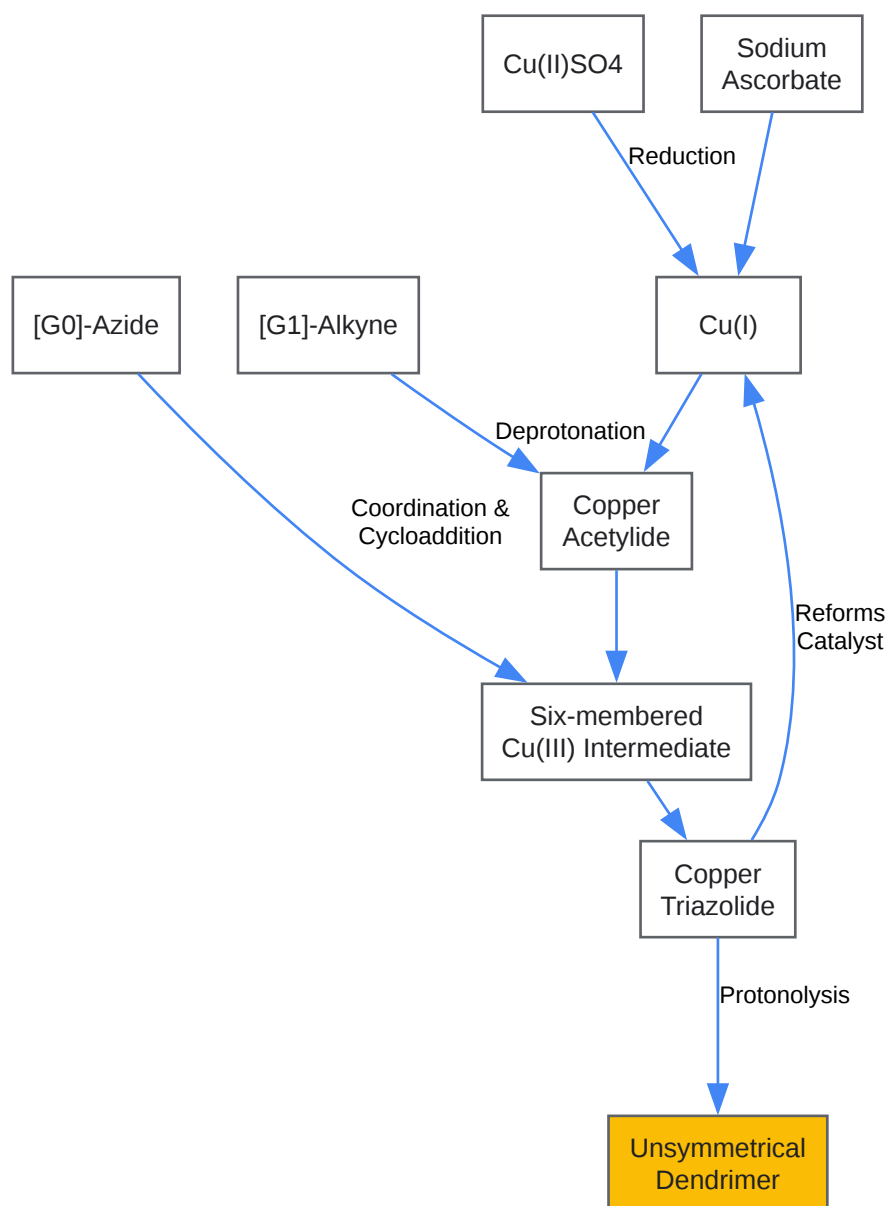 Cu(II)SO4
Sodium
Ascorbate
Reduction
[G0]-Azide
[G1]-Alkyne
Cu(I)
Deprotonation
Coordination &
Cycloaddition
Copper
Acetylide
Reforms
Catalyst
Six-membered
Cu(III) Intermediate
Copper
Triazolide
Protonolysis
Unsymmetrical
Dendrimer